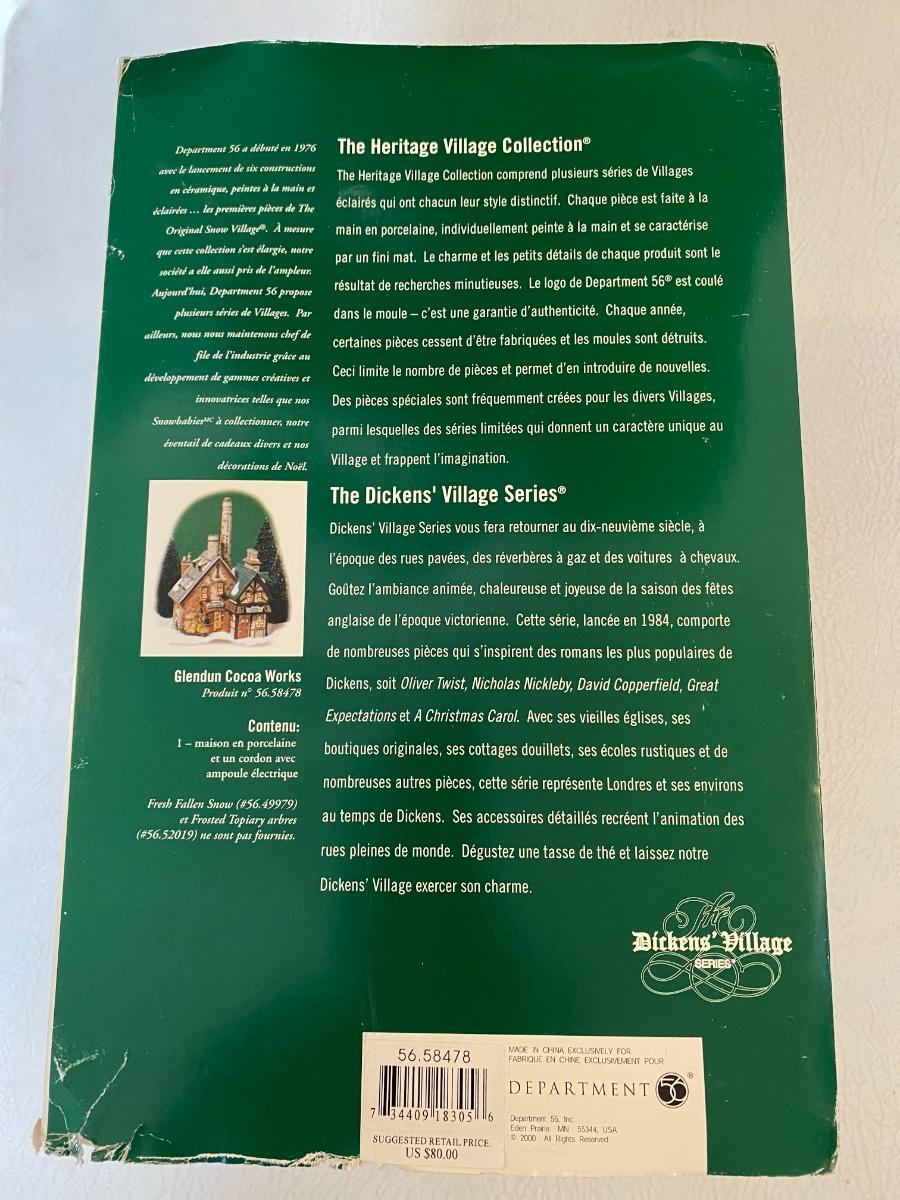 Department 56 a débuté en 1976
avec le lancement de six constructions
en céramique, peintes à la main et
éclairées ... les premières pièces de The
Original Snow Village®. À mesure
que cette collection s'est élargie, notre
société a elle aussi pris de l'ampleur.
Aujourd'hui, Department 56 propose
plusieurs séries de Villages. Par
ailleurs, nous nous maintenons chef de
file de l'industrie grâce au
développement de gammes créatives et
innovatrices telles que nos
Snowbabiesᴹᶜ à collectionner, notre
éventail de cadeaux divers et nos
décorations de Noël.
Glendun Cocoa Works
Produit n° 56.58478
Contenu:
1 – maison en porcelaine
et un cordon avec
ampoule électrique
Fresh Fallen Snow (#56.49979)
et Frosted Topiary arbres
(#56.52019) ne sont pas fournies.
The Heritage Village Collection®
The Heritage Village Collection comprend plusieurs séries de Villages
éclairés qui ont chacun leur style distinctif. Chaque pièce est faite à la
main en porcelaine, individuellement peinte à la main et se caractérise
par un fini mat. Le charme et les petits détails de chaque produit sont le
résultat de recherches minutieuses. Le logo de Department 56® est coulé
dans le moule – c'est une garantie d'authenticité. Chaque année,
certaines pièces cessent d'être fabriquées et les moules sont détruits.
Ceci limite le nombre de pièces et permet d'en introduire de nouvelles.
Des pièces spéciales sont fréquemment créées pour les divers Villages,
parmi lesquelles des séries limitées qui donnent un caractère unique au
Village et frappent l'imagination.
The Dickens' Village Series®
Dickens' Village Series vous fera retourner au dix-neuvième siècle, à
l'époque des rues pavées, des réverbères à gaz et des voitures à chevaux.
Goûtez l'ambiance animée, chaleureuse et joyeuse de la saison des fêtes
anglaise de l'époque victorienne. Cette série, lancée en 1984, comporte
de nombreuses pièces qui s'inspirent des romans les plus populaires de
Dickens, soit Oliver Twist, Nicholas Nickleby, David Copperfield, Great
Expectations et A Christmas Carol. Avec ses vieilles églises, ses
boutiques originales, ses cottages douillets, ses écoles rustiques et de
nombreuses autres pièces, cette série représente Londres et ses environs
au temps de Dickens. Ses accessoires détaillés recréent l'animation des
rues pleines de monde. Dégustez une tasse de thé et laissez notre
Dickens' Village exercer son charme.
The
Dickens' Village
SERIES®
56.58478
7 34409 18305 6
SUGGESTED RETAIL PRICE:
US $80.00
MADE IN CHINA EXCLUSIVELY FOR
FABRIQUÉ EN CHINE EXCLUSIVEMENT POUR
DEPARTMENT 56®
Department 56, Inc.
Eden Prairie MN 55344, USA
© 2000 All Rights Reserved